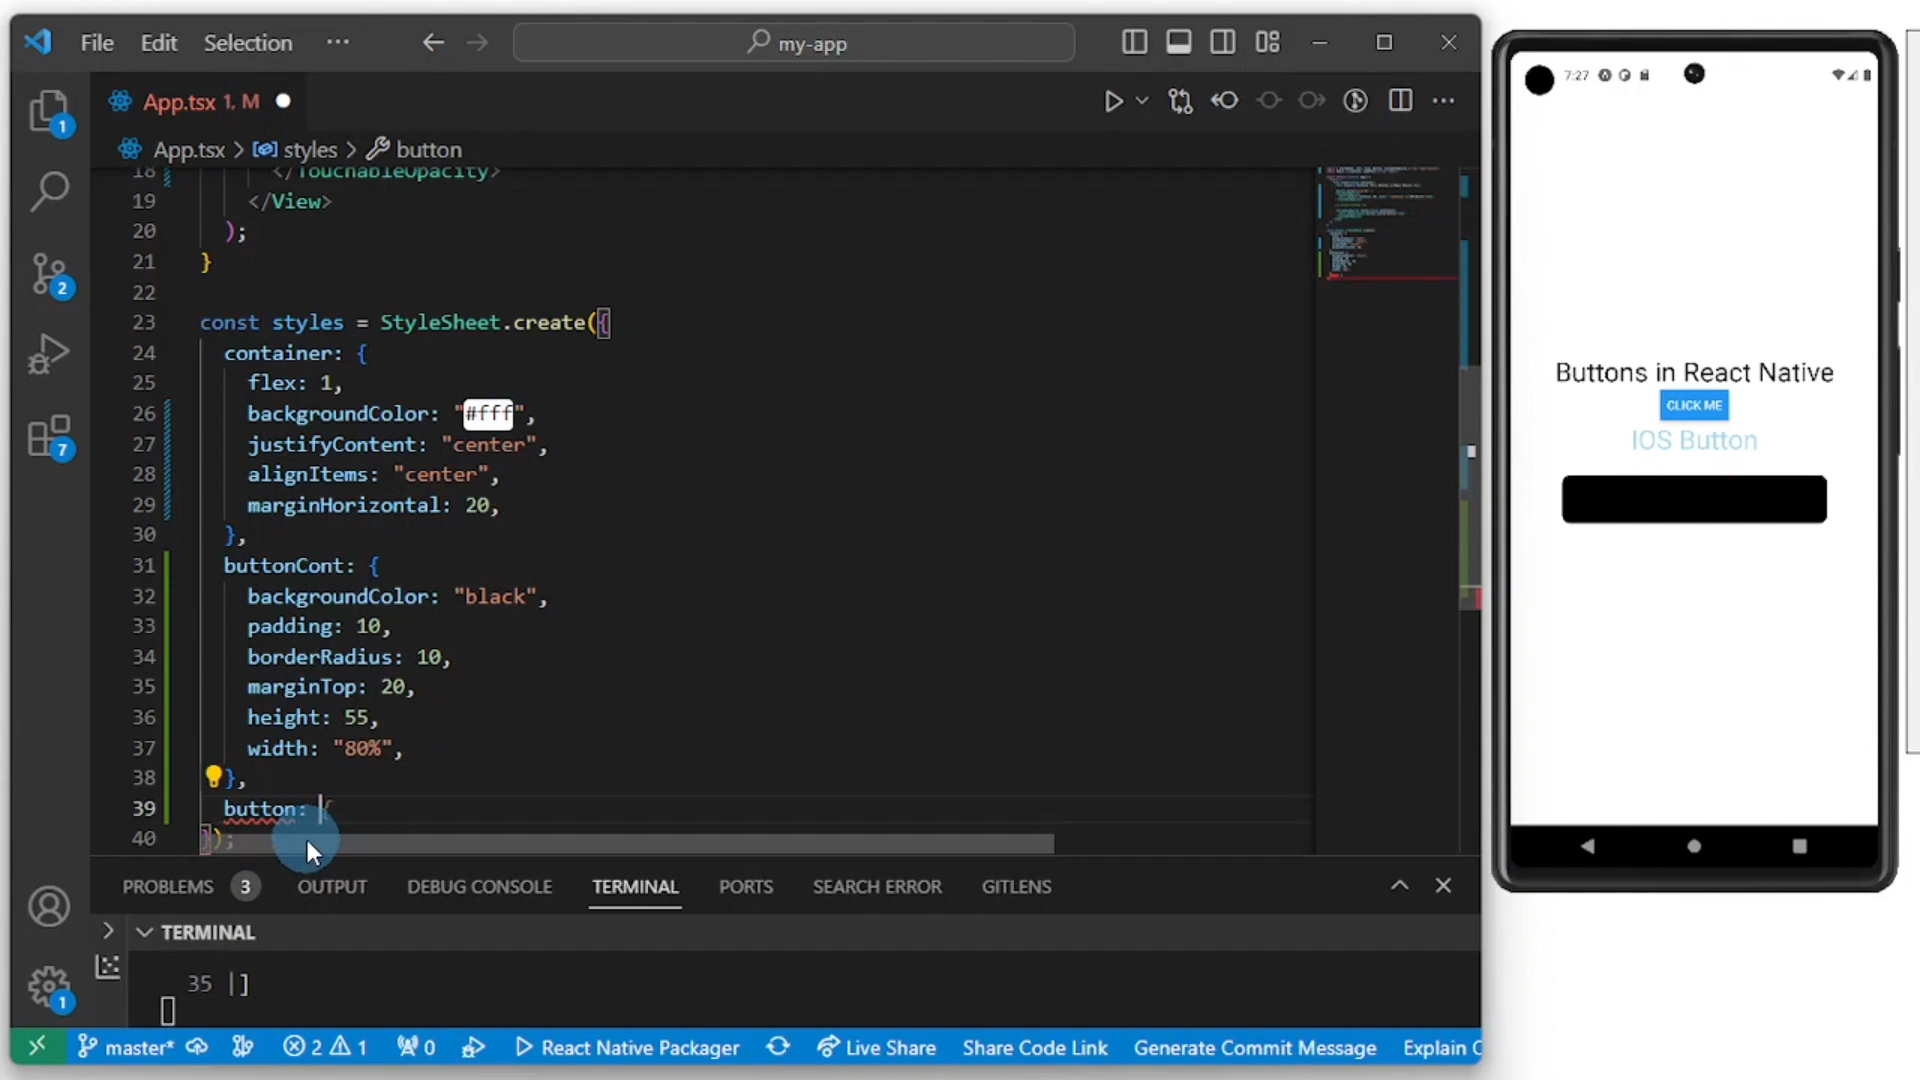 File Edit Selection ···
my-app
App.tsx 1, M
App.tsx > styles > button
18 </TouchableOpacity>
19 </View>
20 );
21 }
22
23 const styles = StyleSheet.create({
24 container: {
25 flex: 1,
26 backgroundColor: "#fff",
27 justifyContent: "center",
28 alignItems: "center",
29 marginHorizontal: 20,
30 },
31 buttonCont: {
32 backgroundColor: "black",
33 padding: 10,
34 borderRadius: 10,
35 marginTop: 20,
36 height: 55,
37 width: "80%",
38 },
39 button: {
40 });
1
2
7
1
PROBLEMS 3 OUTPUT DEBUG CONSOLE TERMINAL PORTS SEARCH ERROR GITLENS
TERMINAL
35 |]
master* 2 1 0 React Native Packager Live Share Share Code Link Generate Commit Message Explain C
7:27
Buttons in React Native
CLICK ME
IOS Button